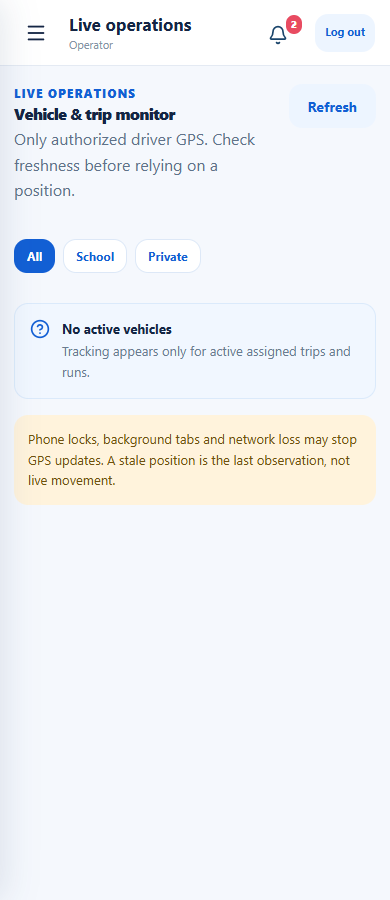 Live operations
Operator
2
Log out
LIVE OPERATIONS
Vehicle & trip monitor
Only authorized driver GPS. Check
freshness before relying on a
position.
Refresh
All
School
Private
No active vehicles
Tracking appears only for active assigned trips and
runs.
Phone locks, background tabs and network loss may stop
GPS updates. A stale position is the last observation, not
live movement.